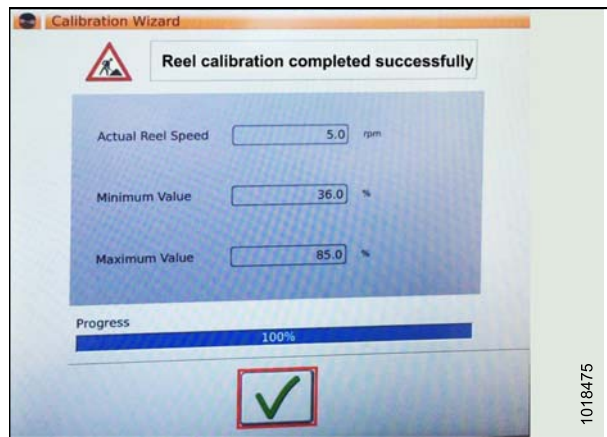 Calibration Wizard
Reel calibration completed successfully
Actual Reel Speed 5.0 rpm
Minimum Value 36.0 %
Maximum Value 85.0 %
Progress
100%
1018475